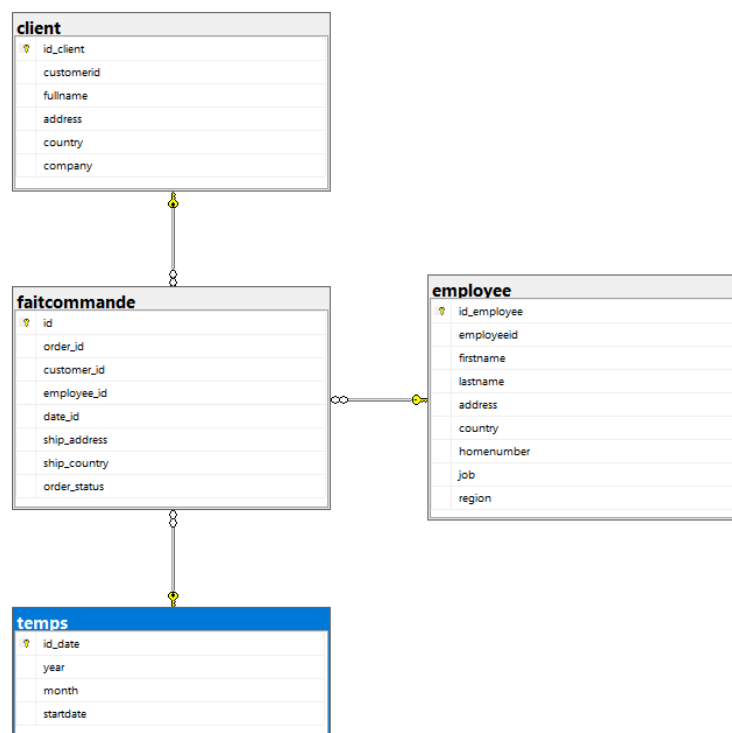 client
id_client
customerid
fullname
address
country
company
faitcommande
id
order_id
customer_id
employee_id
date_id
ship_address
ship_country
order_status
employee
id_employee
employeeid
firstname
lastname
address
country
homenumber
job
region
temps
id_date
year
month
startdate